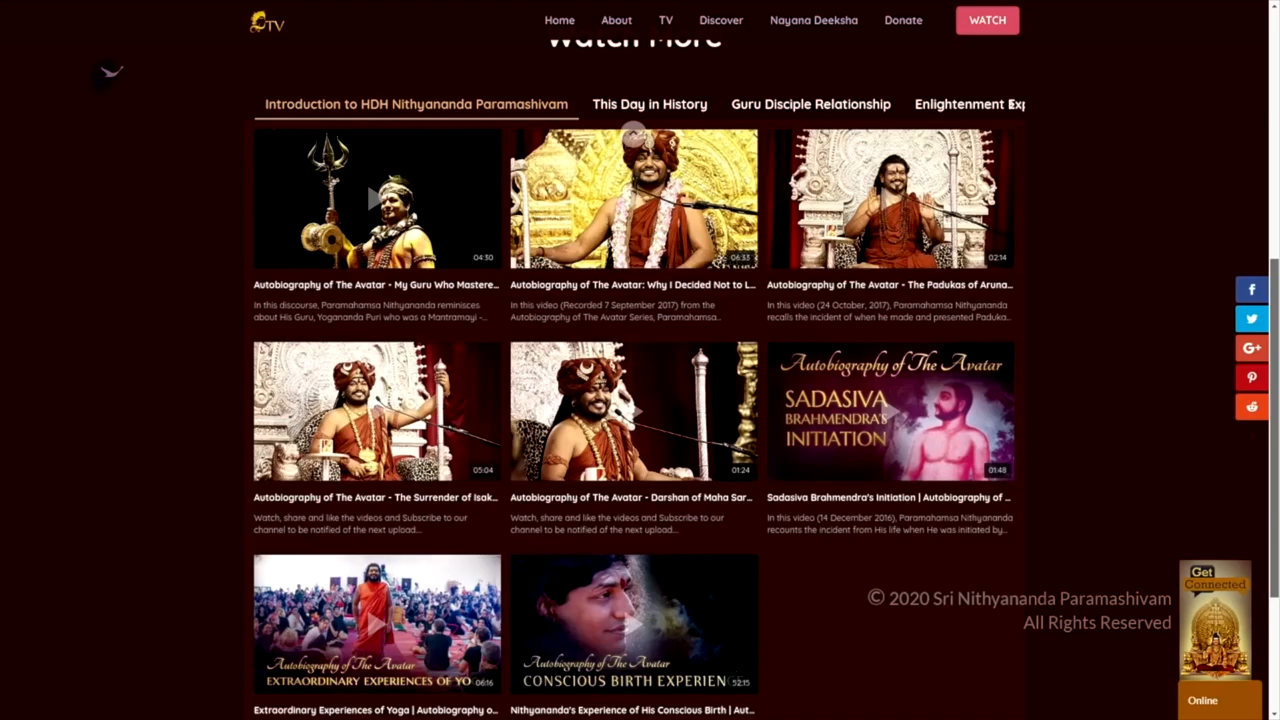 TV
Home
About
TV
Discover
Nayana Deeksha
Donate
WATCH
Watch More
Introduction to HDH Nithyananda Paramashivam
This Day in History
Guru Disciple Relationship
Enlightenment Exp
04:30
06:33
02:14
Autobiography of The Avatar - My Guru Who Mastere...
Autobiography of The Avatar: Why I Decided Not to L...
Autobiography of The Avatar - The Padukas of Aruna...
In this discourse, Paramahamsa Nithyananda reminisces
about His Guru, Yogananda Puri who was a Mantramayi -...
In this video (Recorded 7 September 2017) from the
Autobiography of The Avatar Series, Paramahamsa...
In this video (24 October, 2017), Paramahamsa Nithyananda
recalls the incident of when he made and presented Paduka...
Autobiography of The Avatar
SADASIVA
BRAHMENDRA'S
INITIATION
05:04
01:24
01:48
Autobiography of The Avatar - The Surrender of Isak...
Autobiography of The Avatar - Darshan of Maha Sar...
Sadasiva Brahmendra's Initiation | Autobiography of ...
Watch, share and like the videos and Subscribe to our
channel to be notified of the next upload...
Watch, share and like the videos and Subscribe to our
channel to be notified of the next upload...
In this video (14 December 2016), Paramahamsa Nithyananda
recounts the incident from His life when He was initiated by...
Autobiography of The Avatar
EXTRAORDINARY EXPERIENCES OF YO
06:16
Autobiography of The Avatar
CONSCIOUS BIRTH EXPERIEN
52:15
Extraordinary Experiences of Yoga | Autobiography o...
Nithyananda's Experience of His Conscious Birth | Aut...
© 2020 Sri Nithyananda Paramashivam
All Rights Reserved
Get
Connected
Online